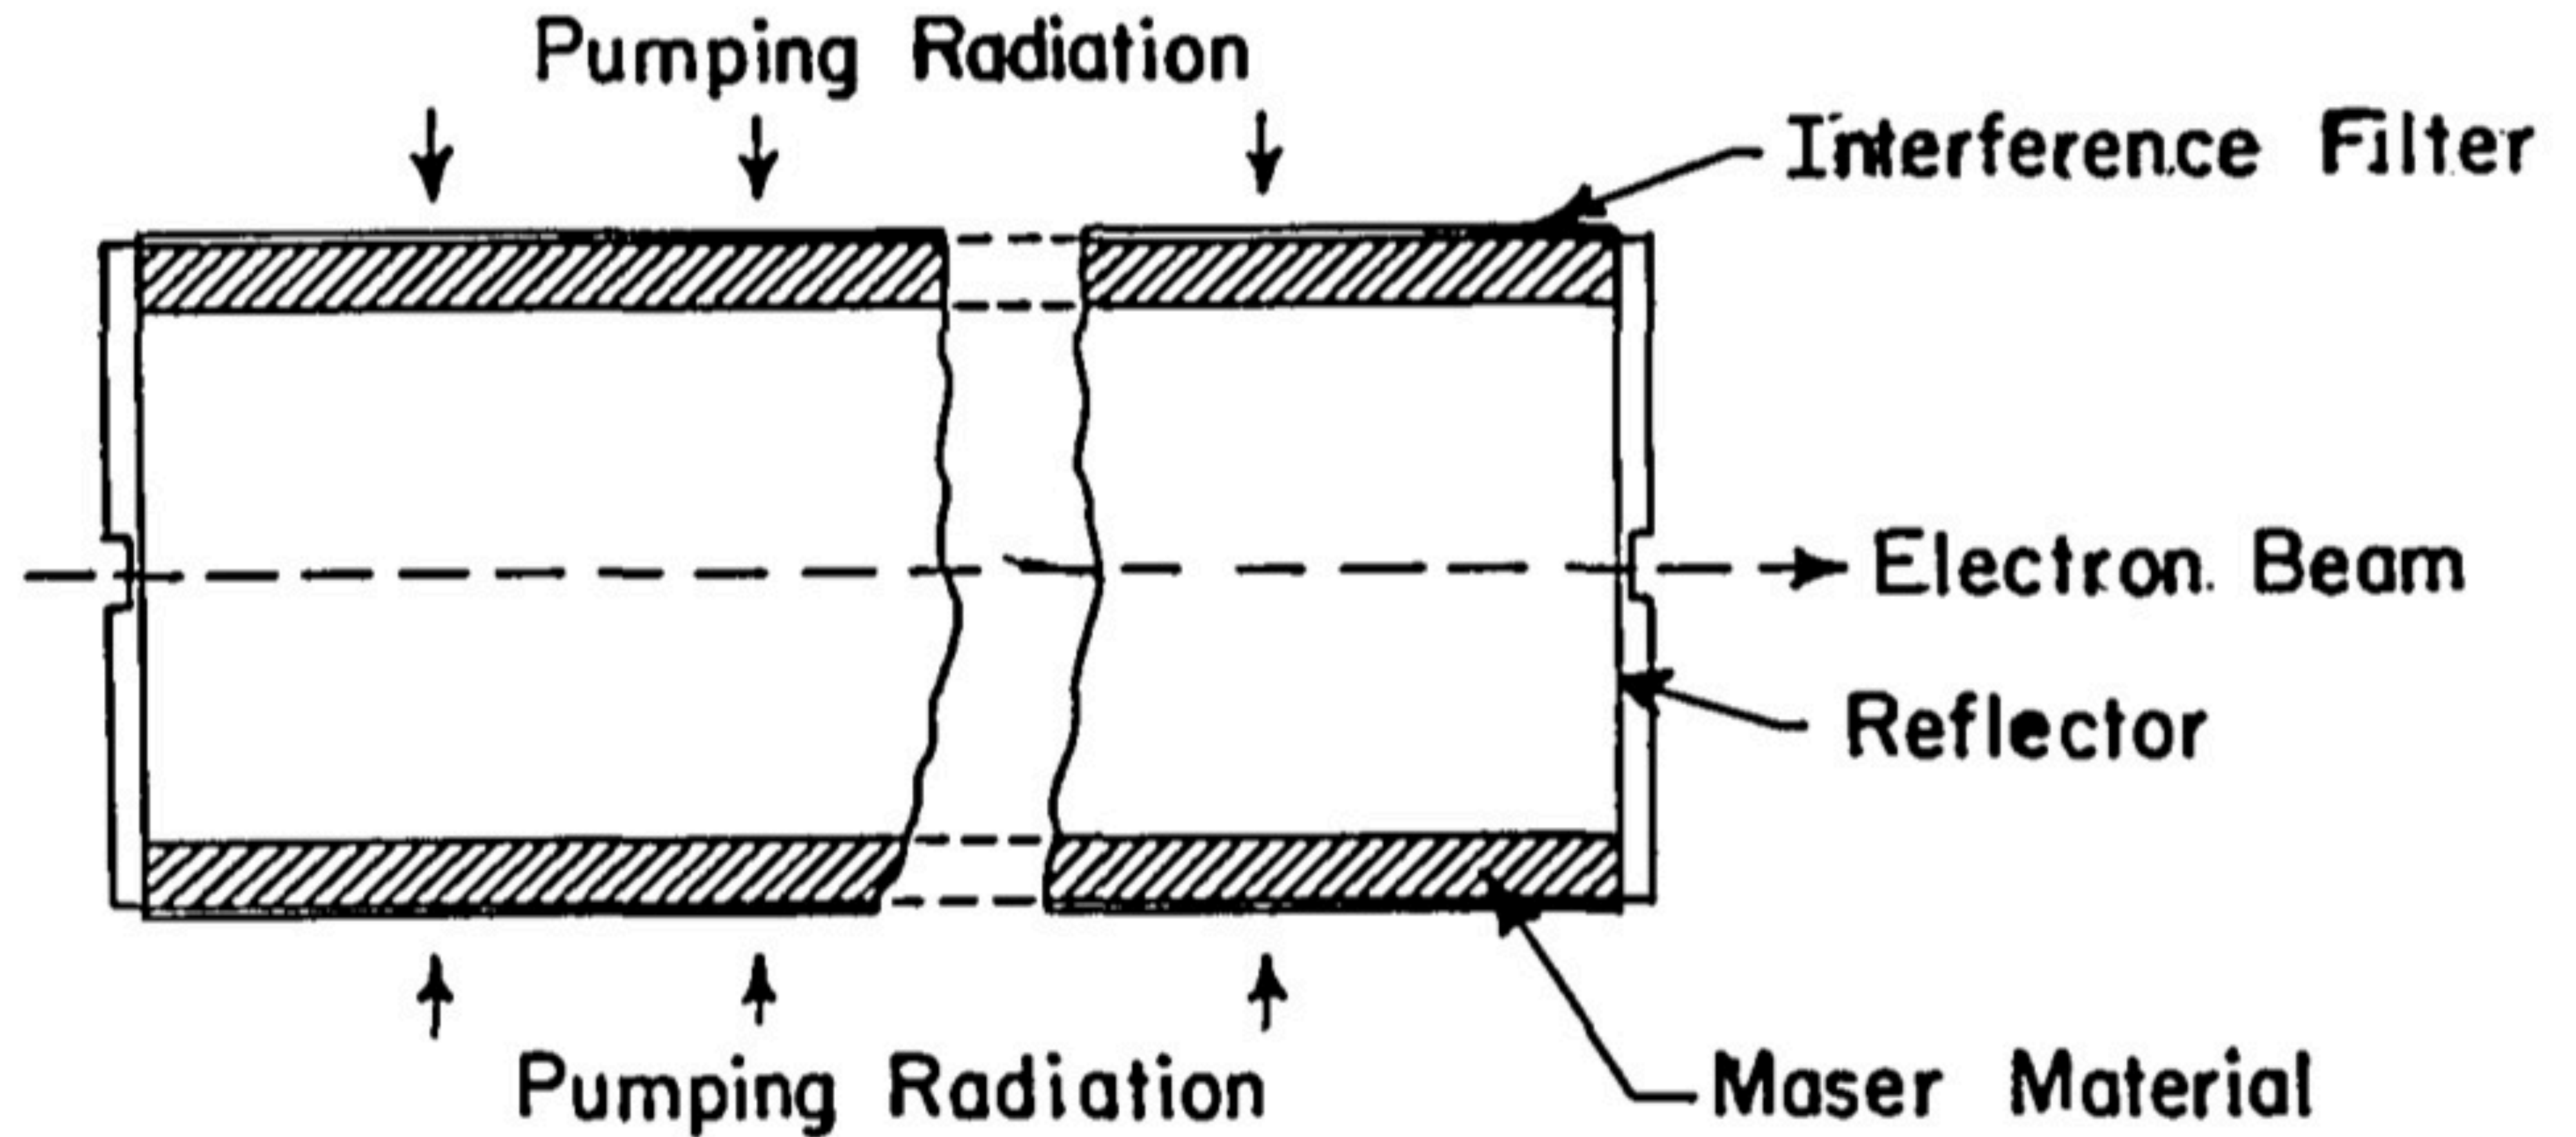 Pumping Radiation
Interference Filter
Electron Beam
Reflector
Pumping Radiation
Maser Material